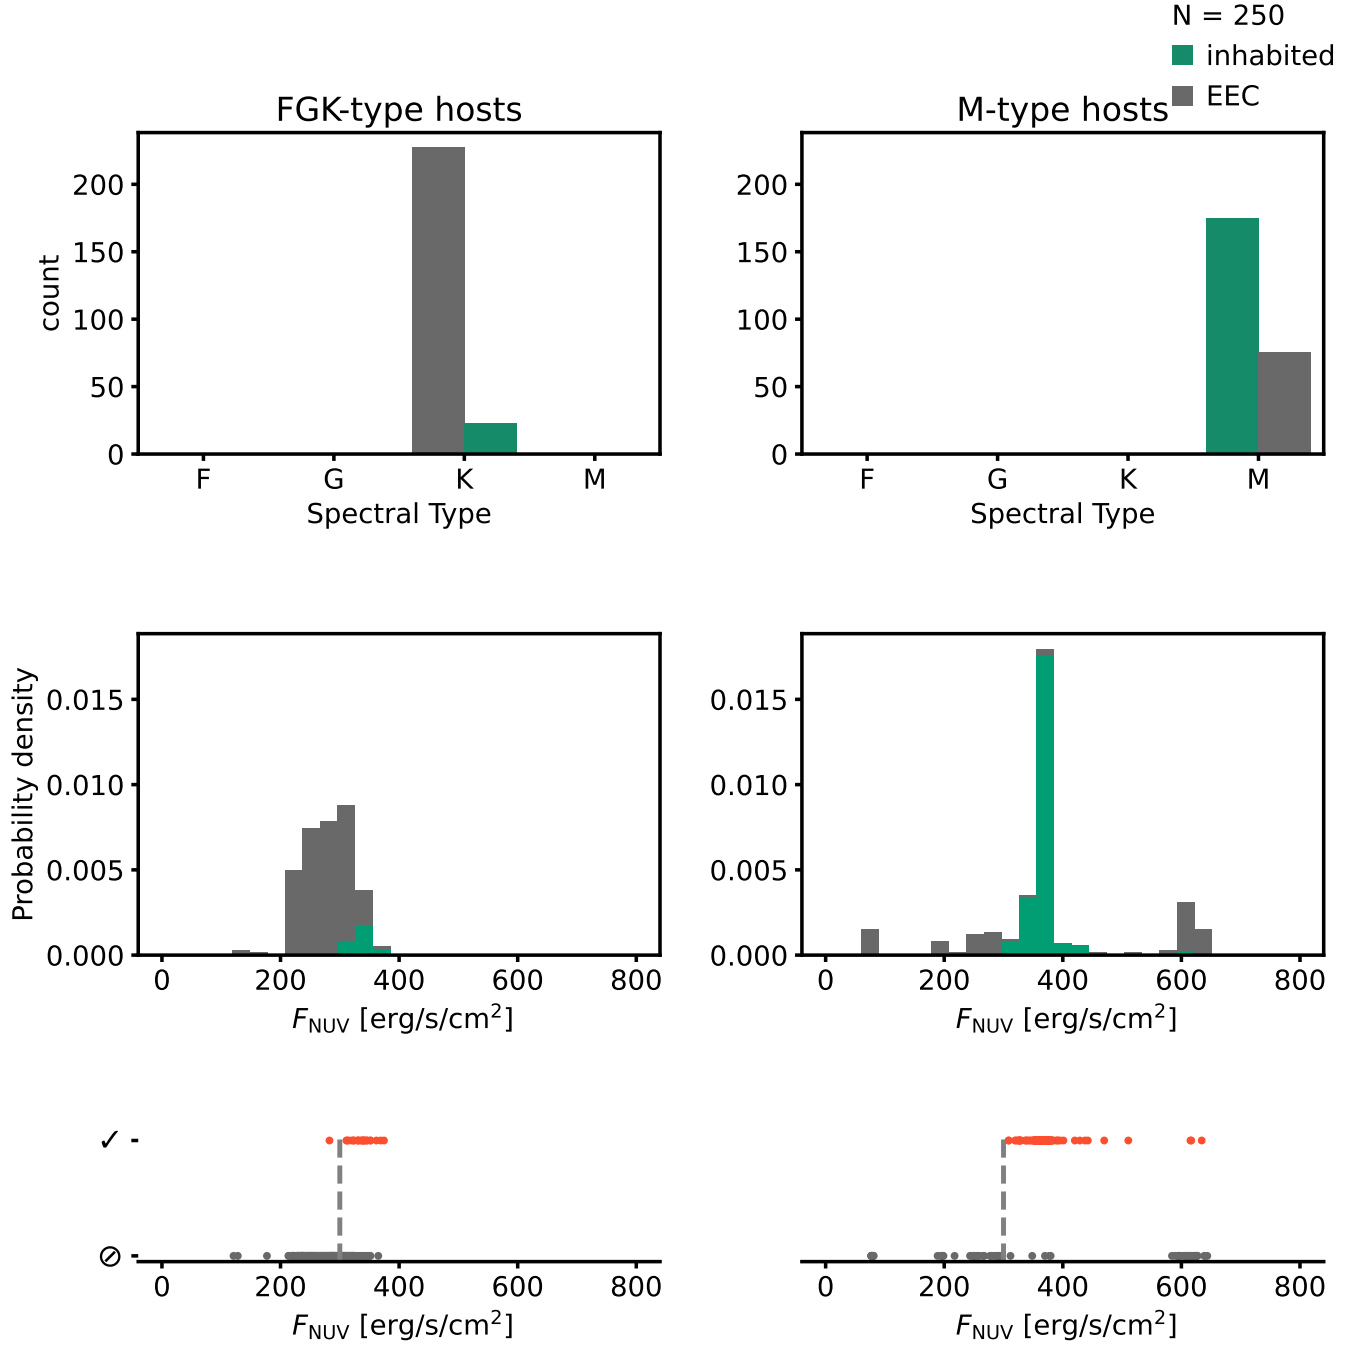 N = 250
inhabited
EEC
FGK-type hosts
M-type hosts
200
150
100
50
0
count
F G K M
Spectral Type
200
150
100
50
0
F G K M
Spectral Type
0.015
0.010
0.005
0.000
Probability density
0 200 400 600 800
F_NUV [erg/s/cm²]
0.015
0.010
0.005
0.000
0 200 400 600 800
F_NUV [erg/s/cm²]
✓
⊘
0 200 400 600 800
F_NUV [erg/s/cm²]
0 200 400 600 800
F_NUV [erg/s/cm²]